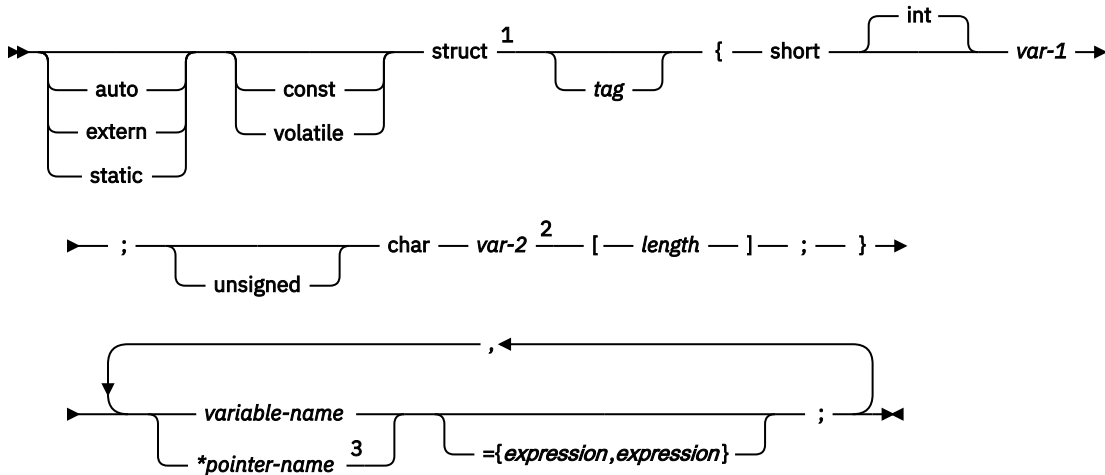 int
struct 1 { short var-1
auto const tag
extern volatile
static
; char var-2 2 [ length ] ; }
unsigned
,
variable-name ;
*pointer-name 3 ={expression,expression}